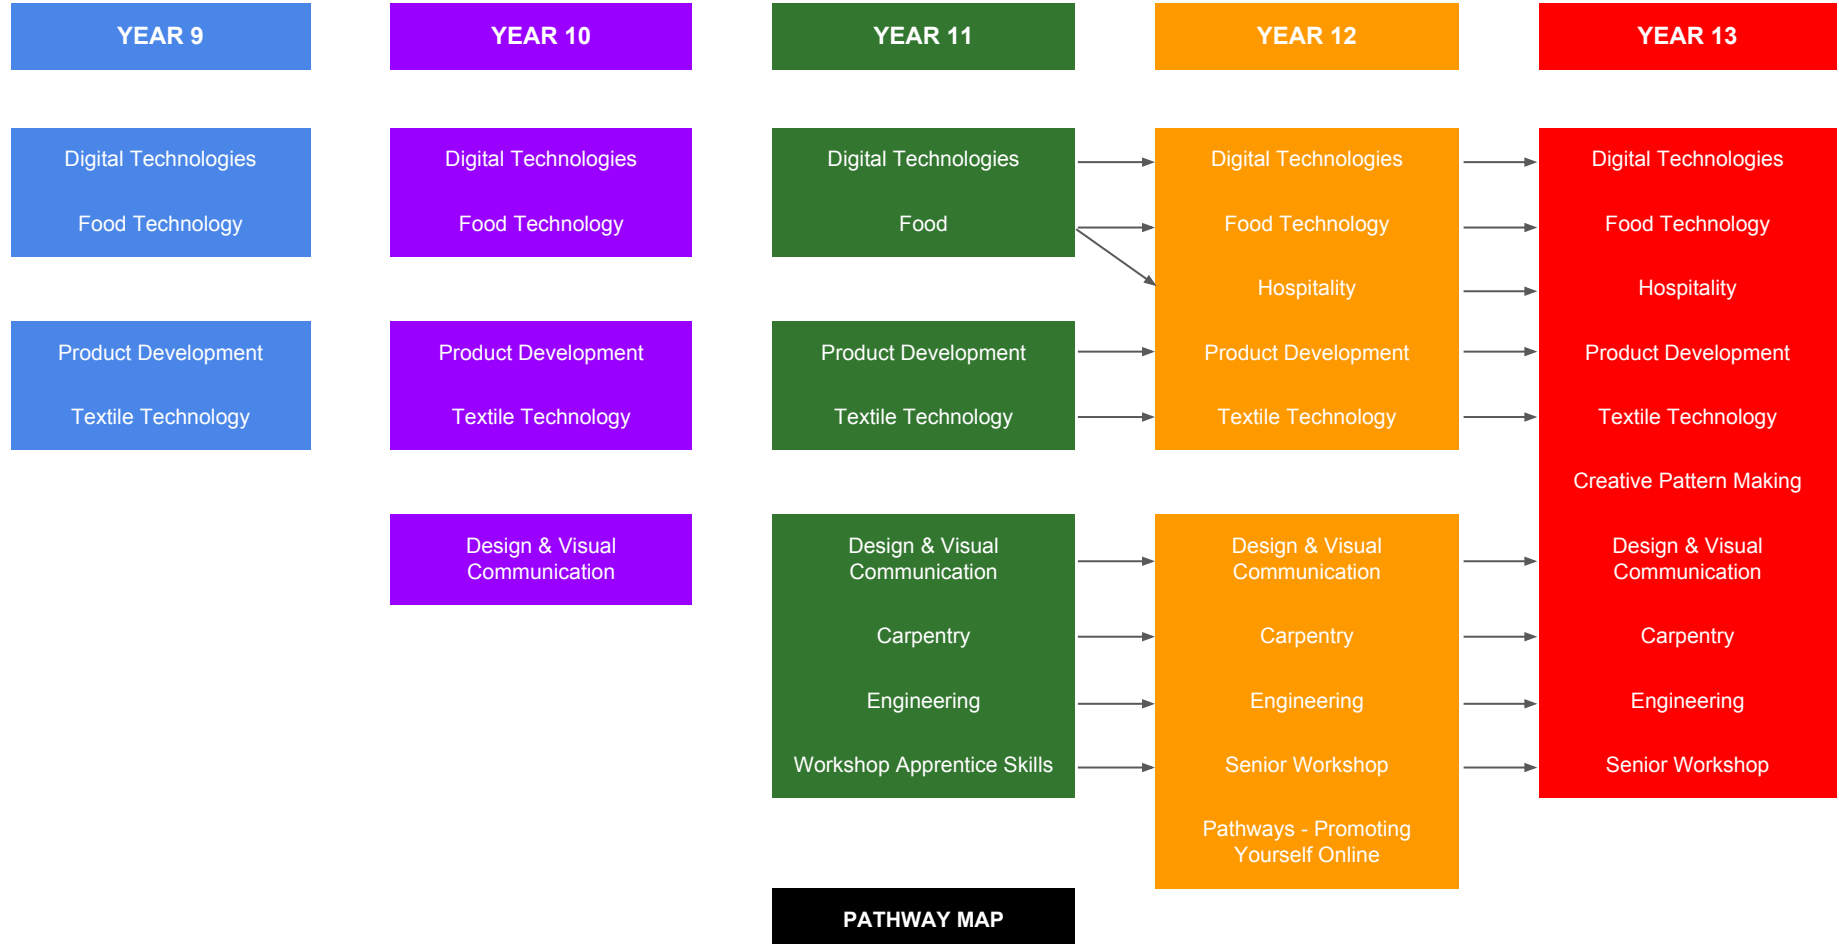 YEAR 9
YEAR 10
YEAR 11
YEAR 12
YEAR 13
Digital Technologies
Food Technology
Product Development
Textile Technology
Digital Technologies
Food Technology
Product Development
Textile Technology
Design & Visual
Communication
Digital Technologies
Food
Product Development
Textile Technology
Design & Visual
Communication
Carpentry
Engineering
Workshop Apprentice Skills
Digital Technologies
Food Technology
Hospitality
Product Development
Textile Technology
Design & Visual
Communication
Carpentry
Engineering
Senior Workshop
Pathways - Promoting
Yourself Online
Digital Technologies
Food Technology
Hospitality
Product Development
Textile Technology
Creative Pattern Making
Design & Visual
Communication
Carpentry
Engineering
Senior Workshop
PATHWAY MAP